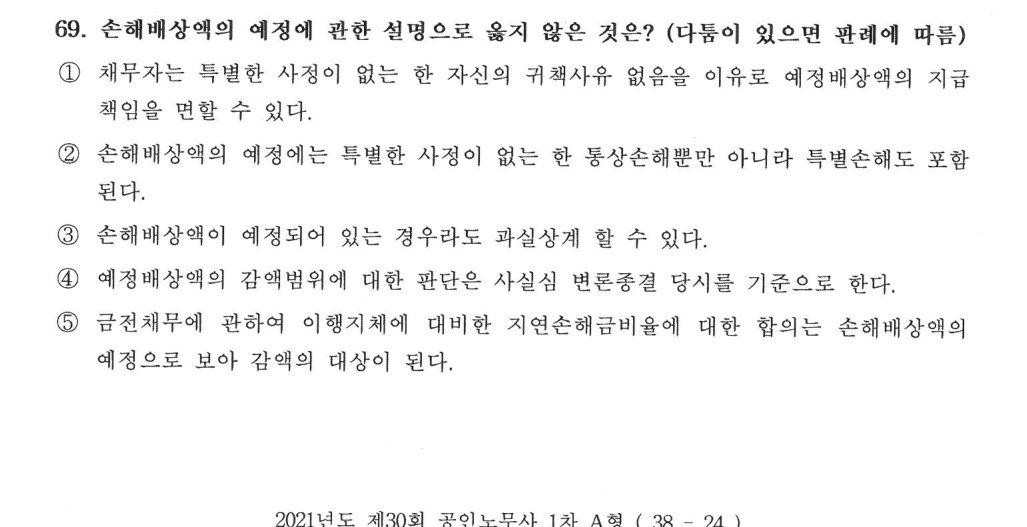 69. 손해배상액의 예정에 관한 설명으로 옳지 않은 것은? (다툼이 있으면 판례에 따름)
① 채무자는 특별한 사정이 없는 한 자신의 귀책사유 없음을 이유로 예정배상액의 지급
책임을 면할 수 있다.
② 손해배상액의 예정에는 특별한 사정이 없는 한 통상손해뿐만 아니라 특별손해도 포함
된다.
③ 손해배상액이 예정되어 있는 경우라도 과실상계 할 수 있다.
④ 예정배상액의 감액범위에 대한 판단은 사실심 변론종결 당시를 기준으로 한다.
⑤ 금전채무에 관하여 이행지체에 대비한 지연손해금비율에 대한 합의는 손해배상액의
예정으로 보아 감액의 대상이 된다.
2021년도 제30회 공인노무사 1차 A형 ( 38 - 24 )